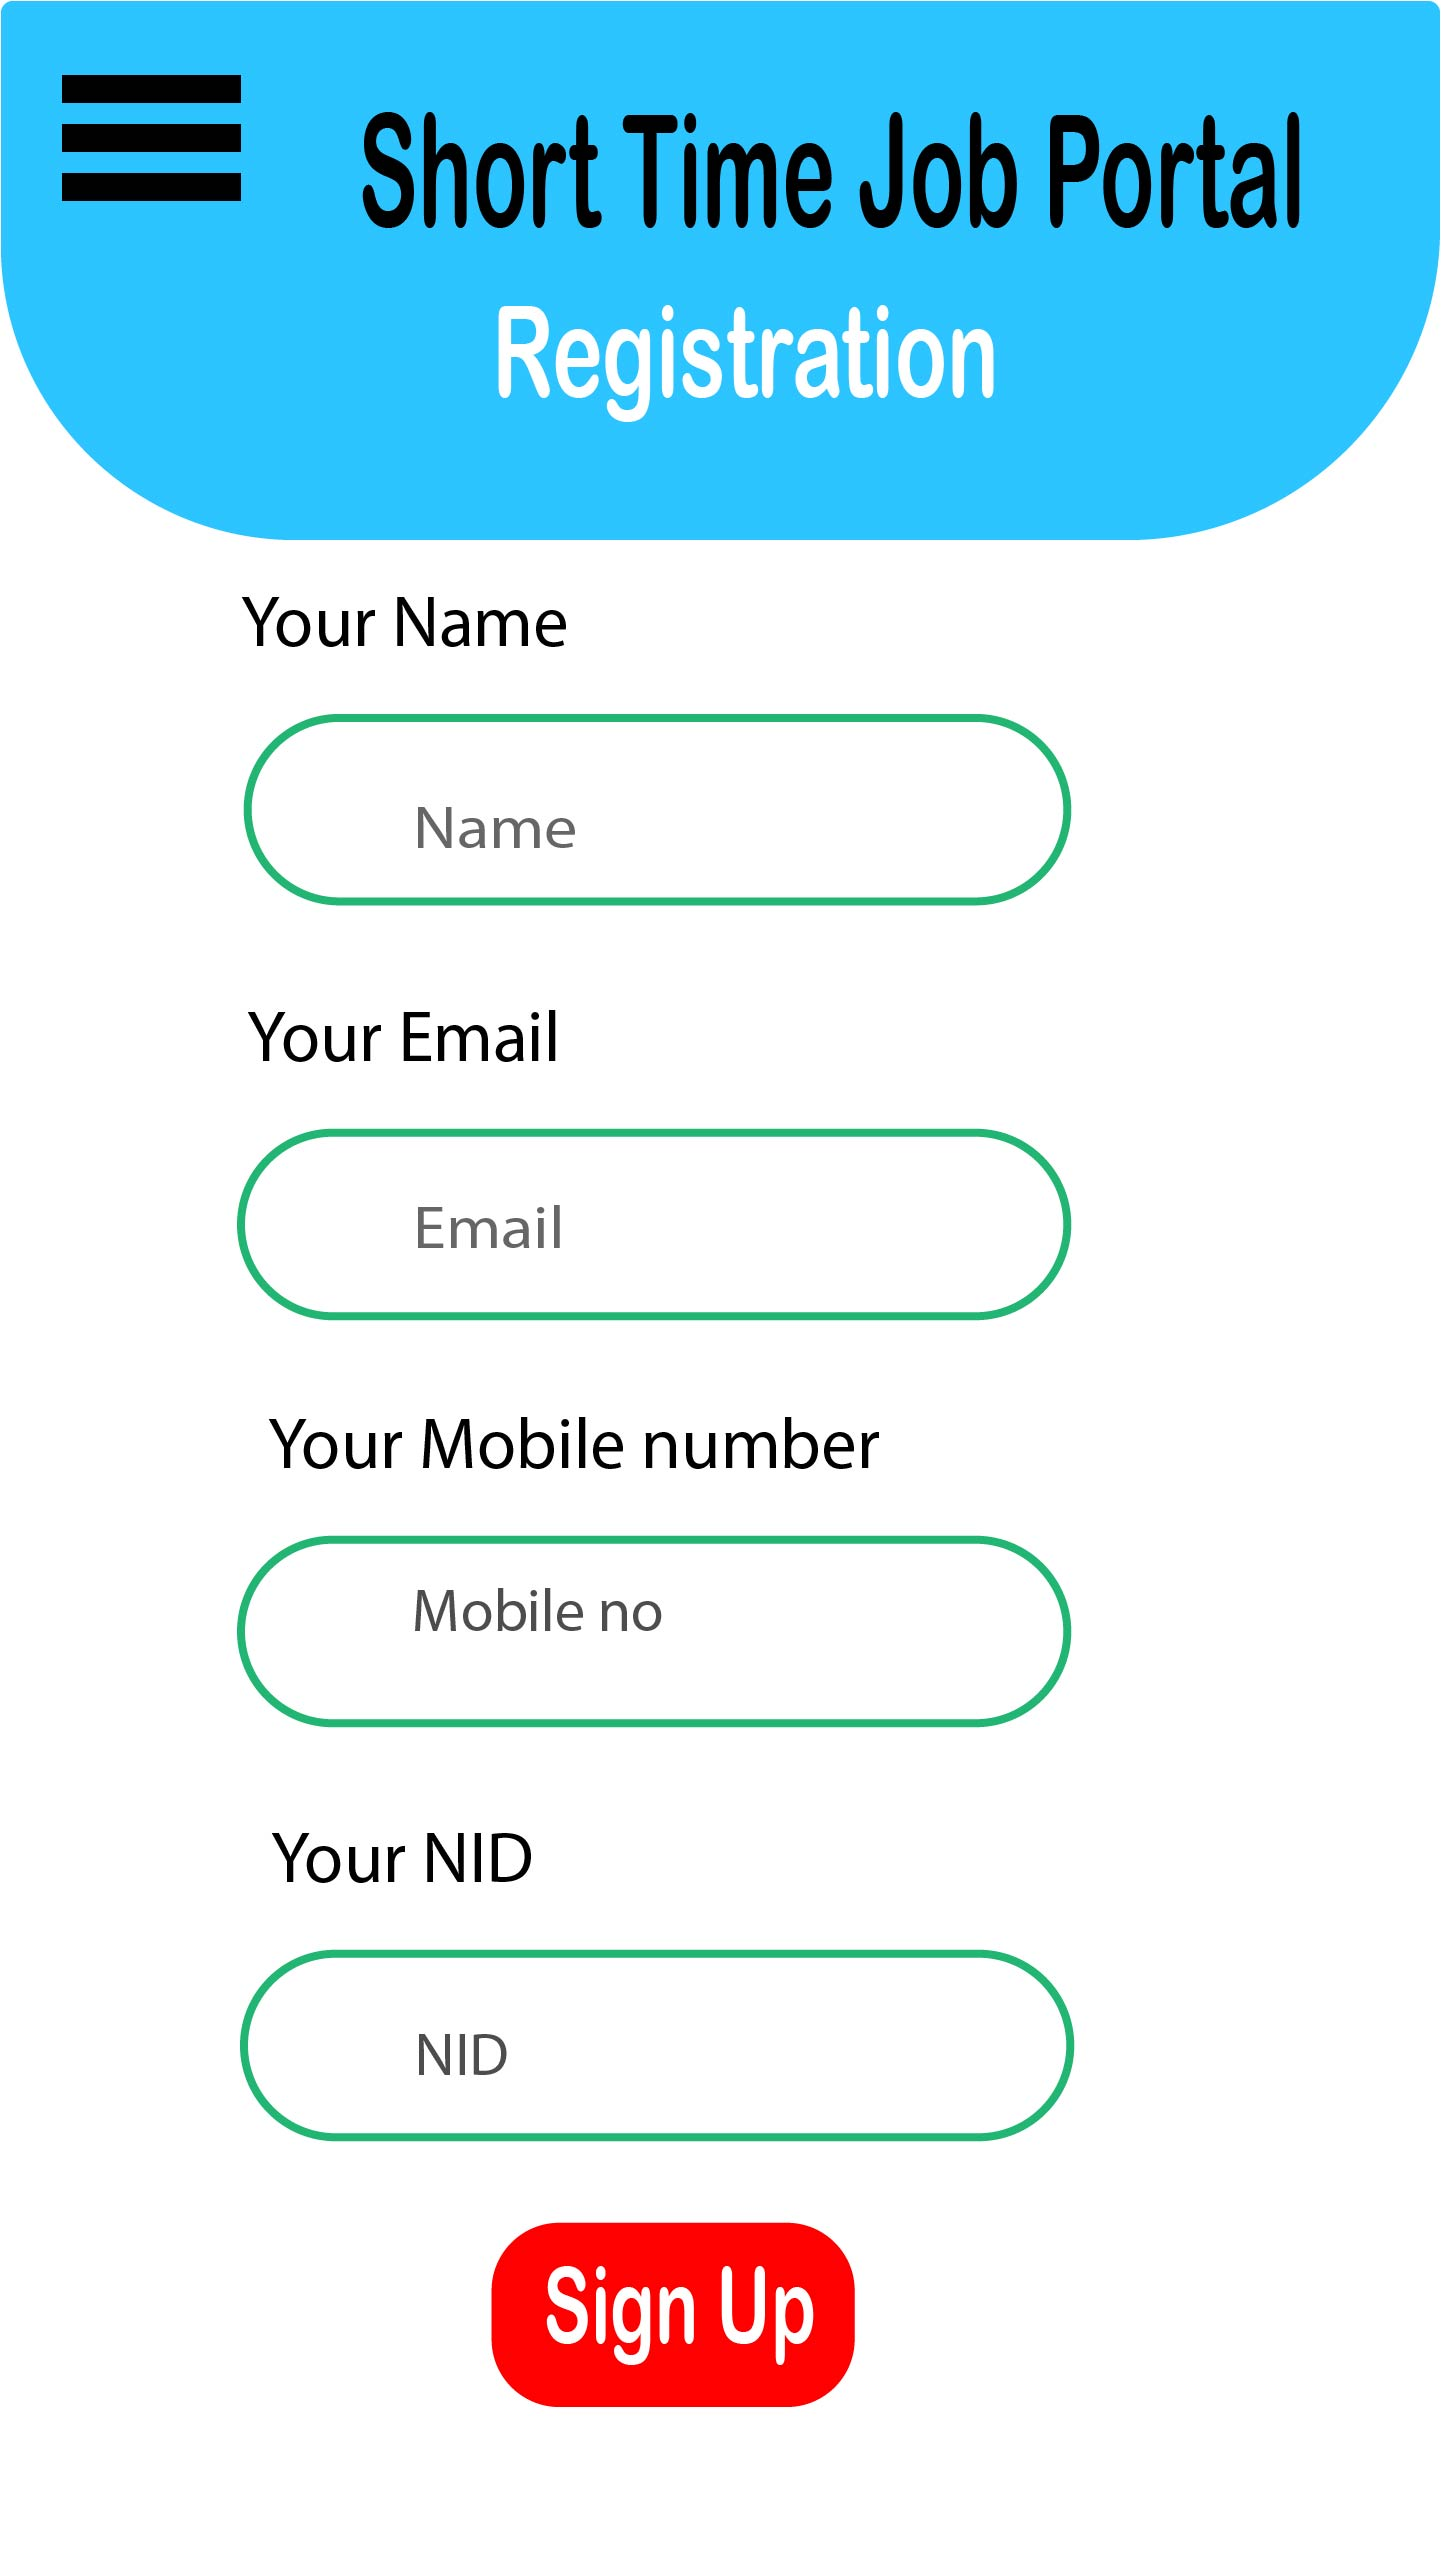 Short Time Job Portal
Registration
Your Name
Name
Your Email
Email
Your Mobile number
Mobile no
Your NID
NID
Sign Up